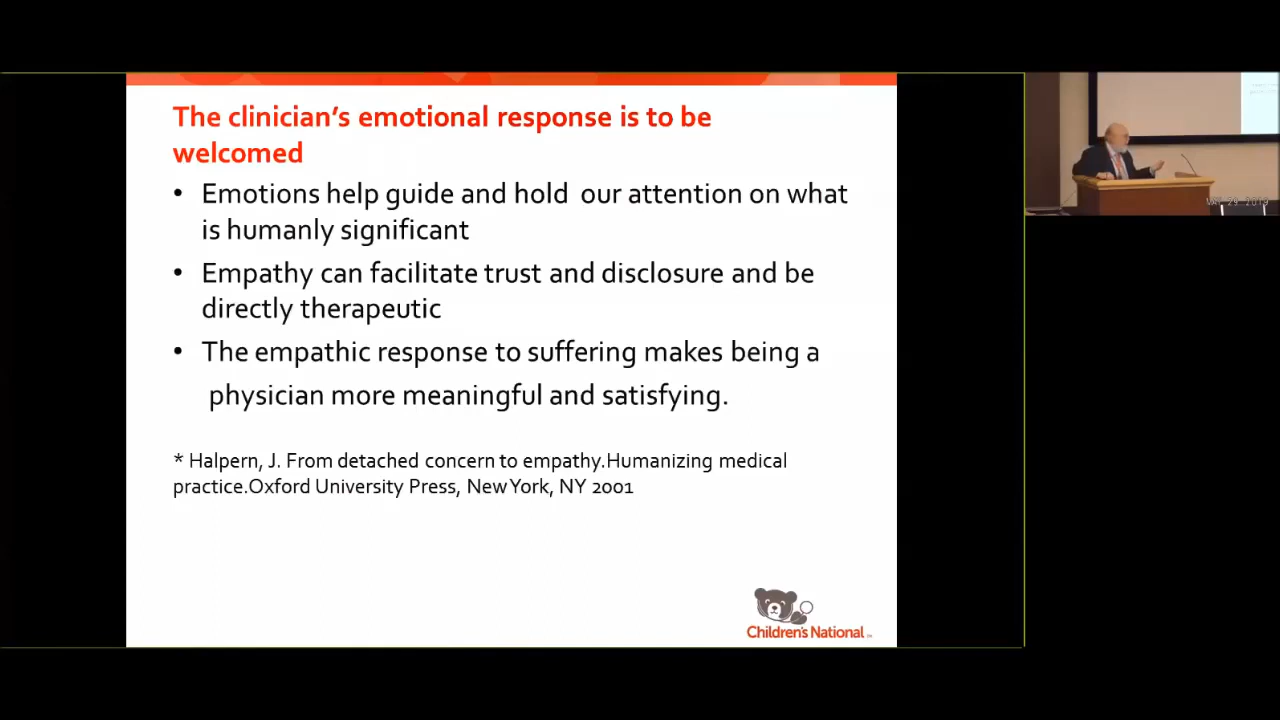 The clinician's emotional response is to be
welcomed
• Emotions help guide and hold our attention on what
is humanly significant
• Empathy can facilitate trust and disclosure and be
directly therapeutic
• The empathic response to suffering makes being a
physician more meaningful and satisfying.
* Halpern, J. From detached concern to empathy.Humanizing medical
practice.Oxford University Press, New York, NY 2001
Children's National